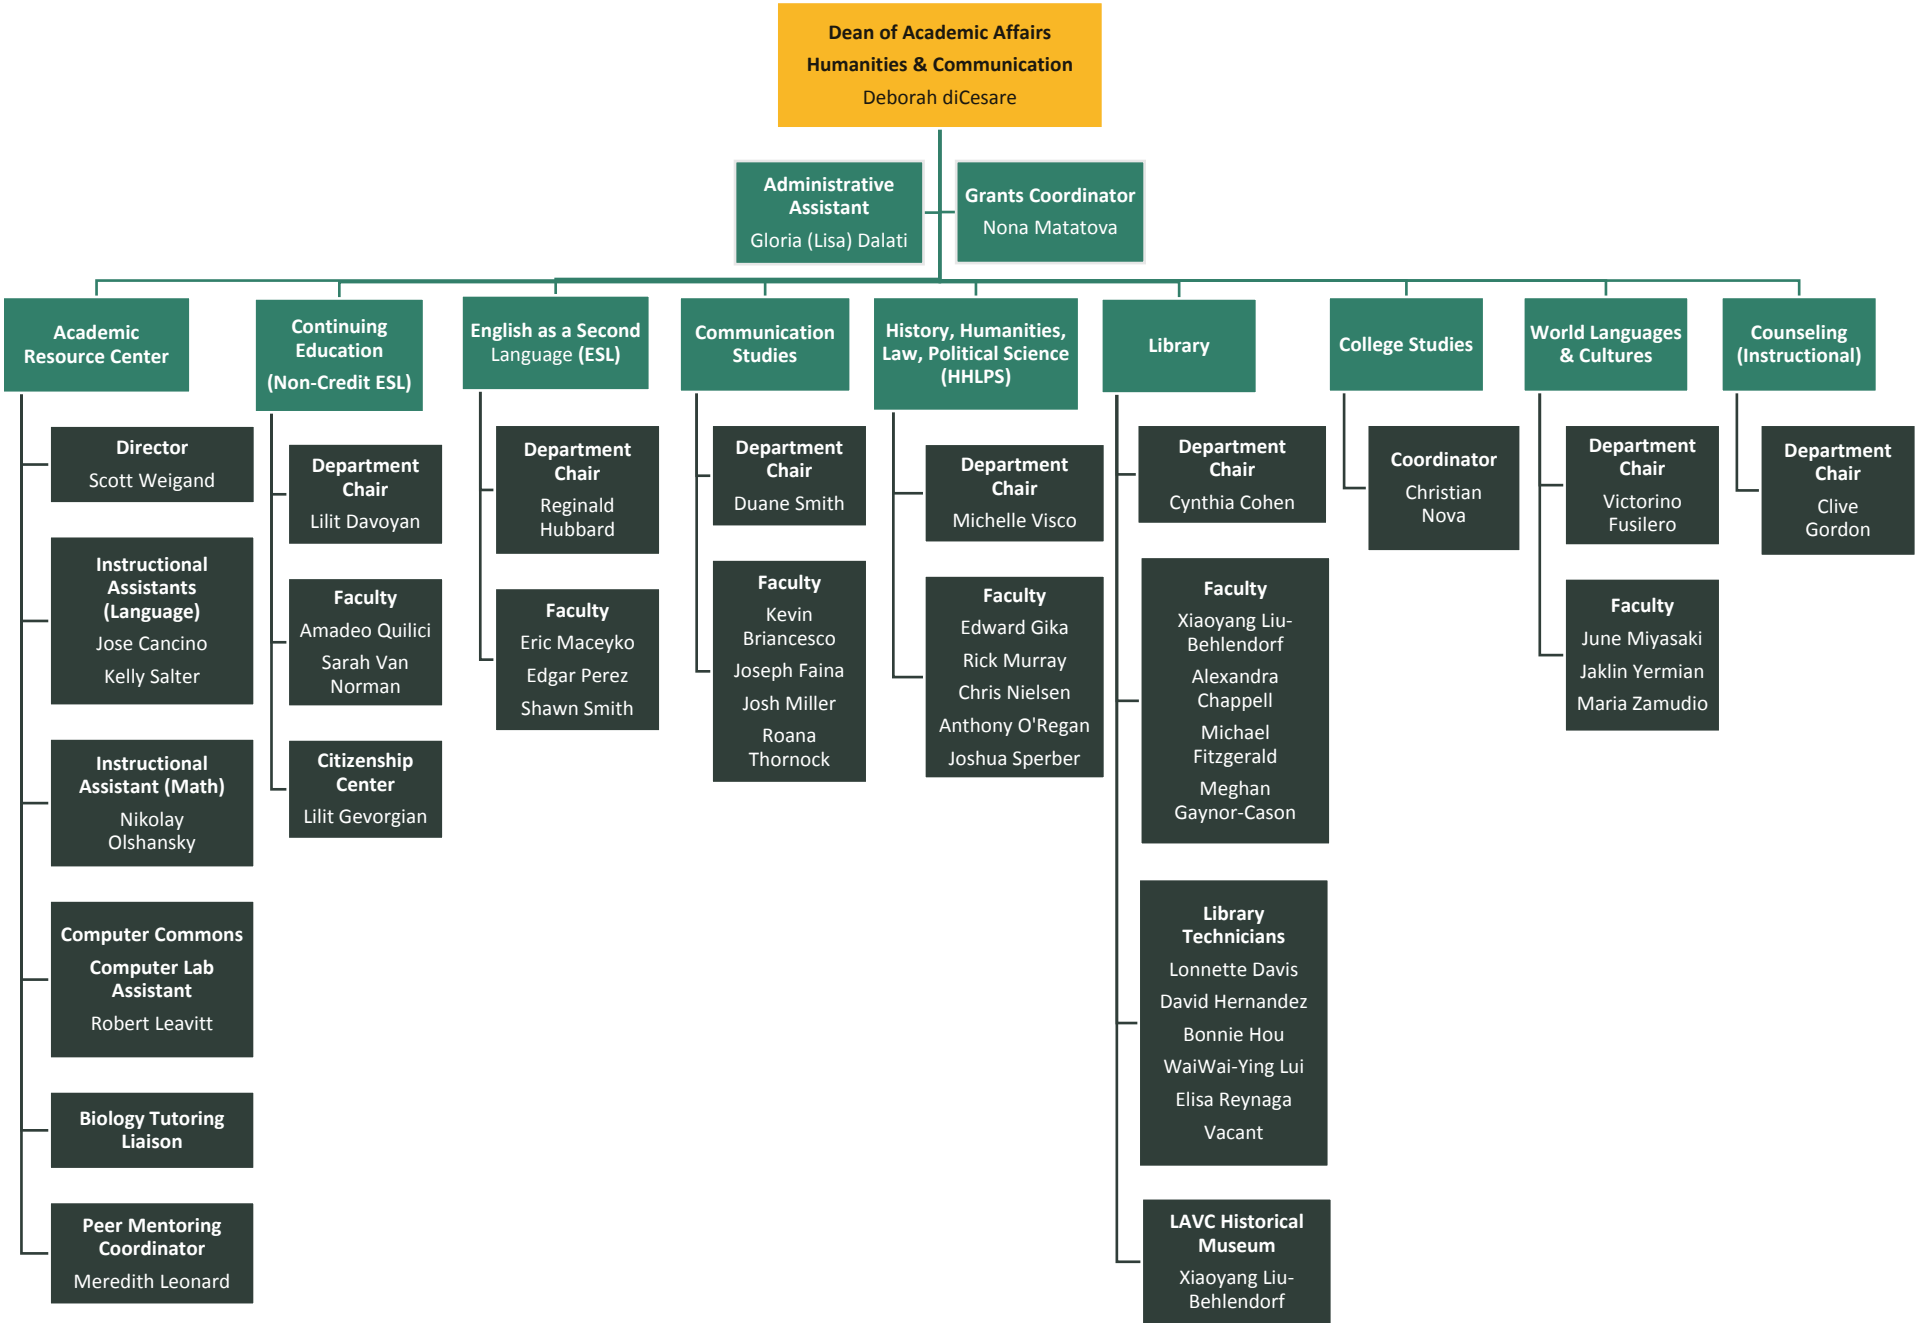 Dean of Academic Affairs
Humanities & Communication
Deborah diCesare
Administrative
Assistant
Gloria (Lisa) Dalati
Grants Coordinator
Nona Matatova
Academic
Resource Center
Director
Scott Weigand
Instructional
Assistants
(Language)
Jose Cancino
Kelly Salter
Instructional
Assistant (Math)
Nikolay
Olshansky
Computer Commons
Computer Lab
Assistant
Robert Leavitt
Biology Tutoring
Liaison
Peer Mentoring
Coordinator
Meredith Leonard
Continuing
Education
(Non-Credit ESL)
Department
Chair
Lilit Davoyan
Faculty
Amadeo Quilici
Sarah Van
Norman
Citizenship
Center
Lilit Gevorgian
English as a Second
Language (ESL)
Department
Chair
Reginald
Hubbard
Faculty
Eric Maceyko
Edgar Perez
Shawn Smith
Communication
Studies
Department
Chair
Duane Smith
Faculty
Kevin
Briancesco
Joseph Faina
Josh Miller
Roana
Thornock
History, Humanities,
Law, Political Science
(HHLPS)
Department
Chair
Michelle Visco
Faculty
Edward Gika
Rick Murray
Chris Nielsen
Anthony O'Regan
Joshua Sperber
Library
Department
Chair
Cynthia Cohen
Faculty
Xiaoyang Liu-
Behlendorf
Alexandra
Chappell
Michael
Fitzgerald
Meghan
Gaynor-Cason
Library
Technicians
Lonnette Davis
David Hernandez
Bonnie Hou
WaiWai-Ying Lui
Elisa Reynaga
Vacant
LAVC Historical
Museum
Xiaoyang Liu-
Behlendorf
College Studies
Coordinator
Christian
Nova
World Languages
& Cultures
Department
Chair
Victorino
Fusilero
Faculty
June Miyasaki
Jaklin Yermian
Maria Zamudio
Counseling
(Instructional)
Department
Chair
Clive
Gordon